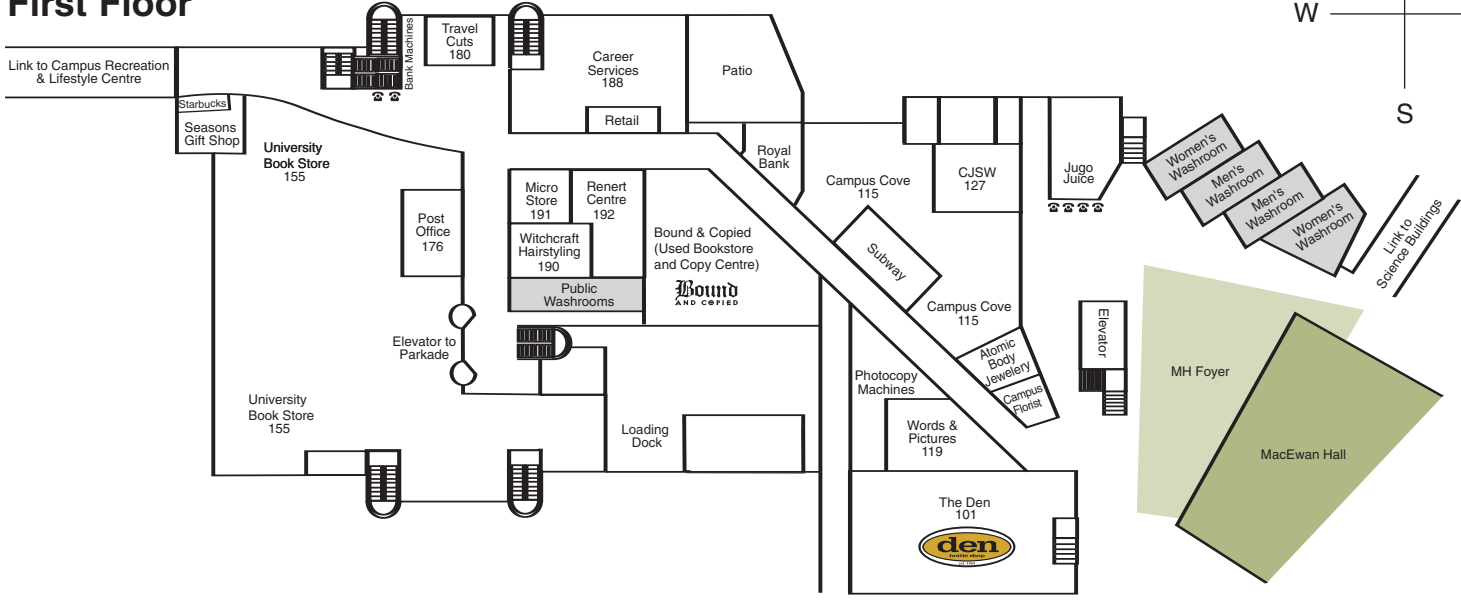 First Floor
W
S
Link to Campus Recreation
& Lifestyle Centre
Bank Machines
Travel
Cuts
180
Career
Services
188
Retail
Patio
Royal
Bank
Starbucks
Seasons
Gift Shop
University
Book Store
155
Post
Office
176
Micro
Store
191
Renert
Centre
192
Witchcraft
Hairstyling
190
Public
Washrooms
Bound & Copied
(Used Bookstore
and Copy Centre)
Bound
AND COPIED
Campus Cove
115
CJSW
127
Jugo
Juice
Women's
Washroom
Men's
Washroom
Men's
Washroom
Women's
Washroom
Link to
Science Buildings
Subway
Campus Cove
115
Atomic
Body
Jewelery
Campus
Florist
Elevator
MH Foyer
MacEwan Hall
Elevator to
Parkade
University
Book Store
155
Loading
Dock
Photocopy
Machines
Words &
Pictures
119
The Den
101
den
bottle shop